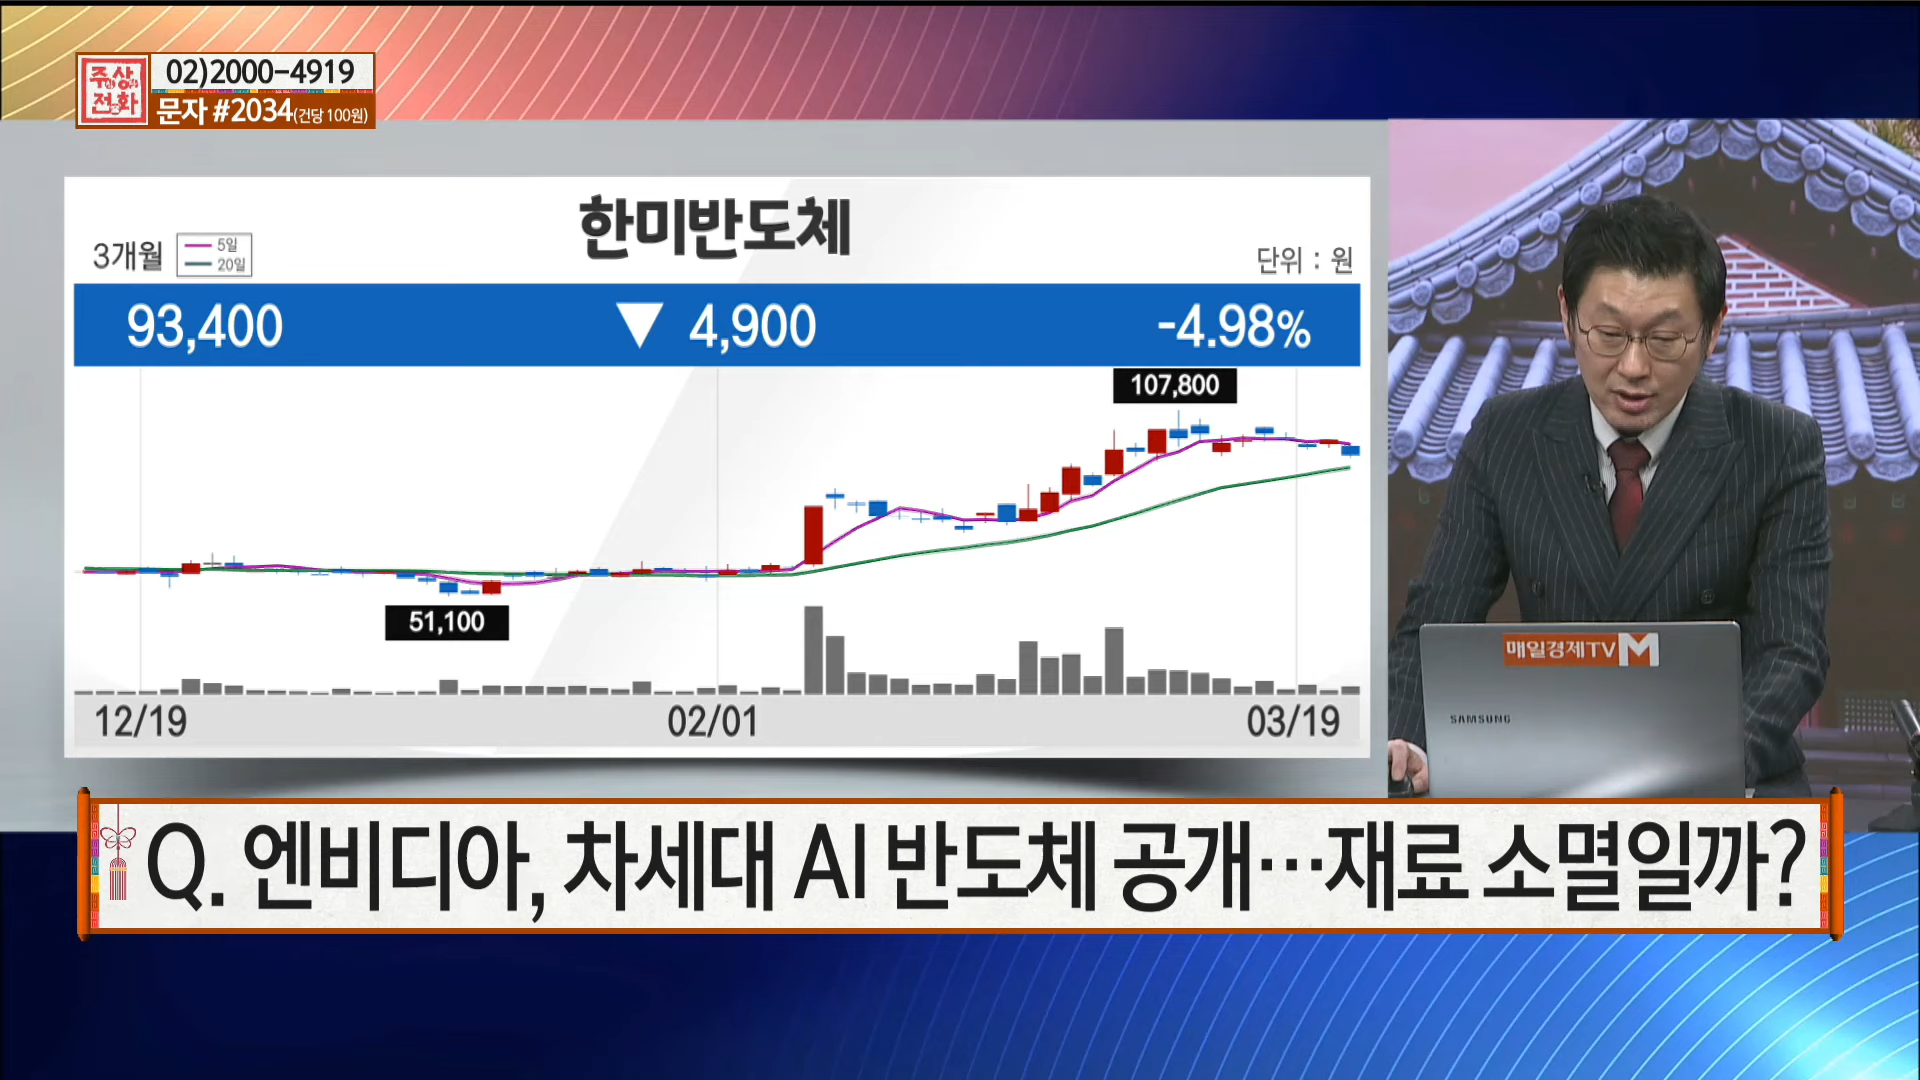 주상
전화
02)2000-4919
문자 #2034(건당 100원)
한미반도체
3개월
5일
20일
단위 : 원
93,400
▼ 4,900
-4.98%
107,800
51,100
12/19
02/01
03/19
매일경제TV M
SAMSUNG
Q. 엔비디아, 차세대 AI 반도체 공개…재료 소멸일까?